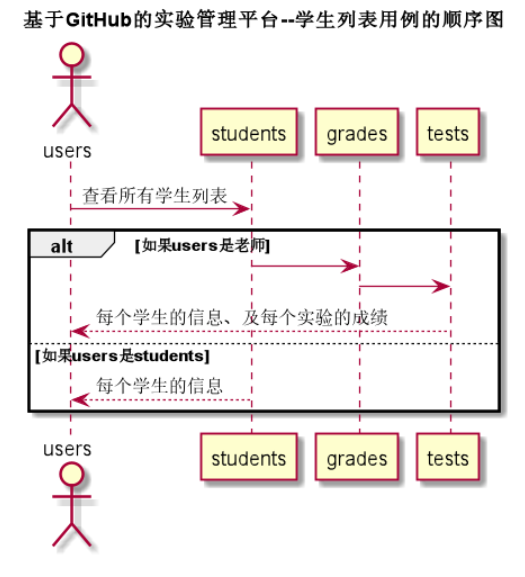 基于GitHub的实验管理平台--学生列表用例的顺序图
users
students
grades
tests
查看所有学生列表
alt
[如果users是老师]
每个学生的信息、及每个实验的成绩
[如果users是students]
每个学生的信息
users
students
grades
tests